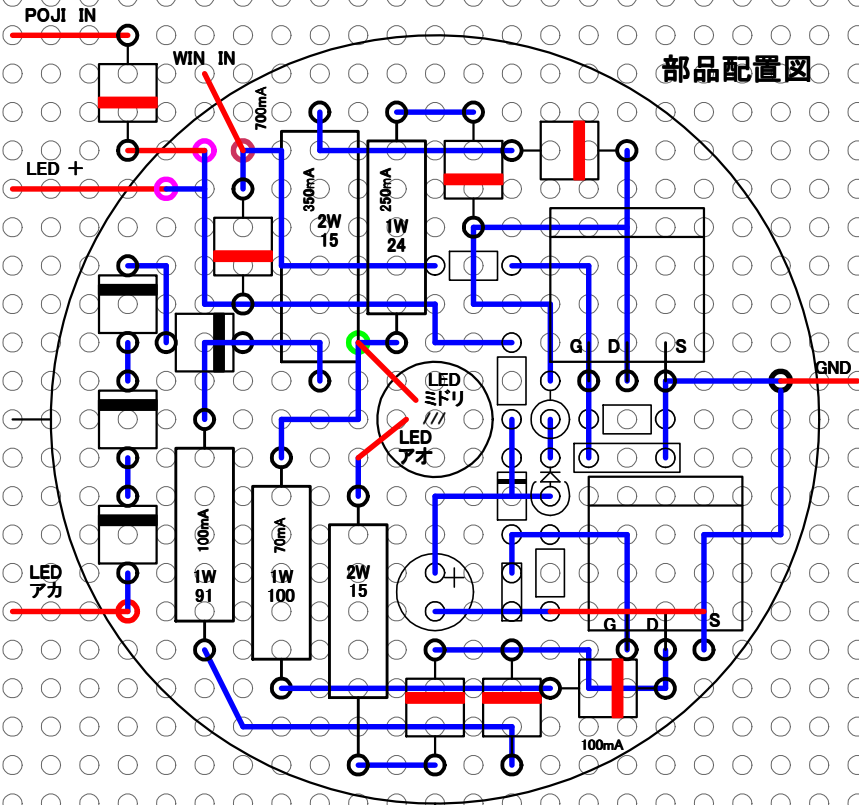 POJI IN
WIN IN
部品配置図
700mA
LED +
350mA
2W
15
250mA
1W
24
G D S
GND
LED
ミドリ
LED
アオ
100mA
1W
91
70mA
1W
100
2W
15
LED
アカ
+
G D S
100mA